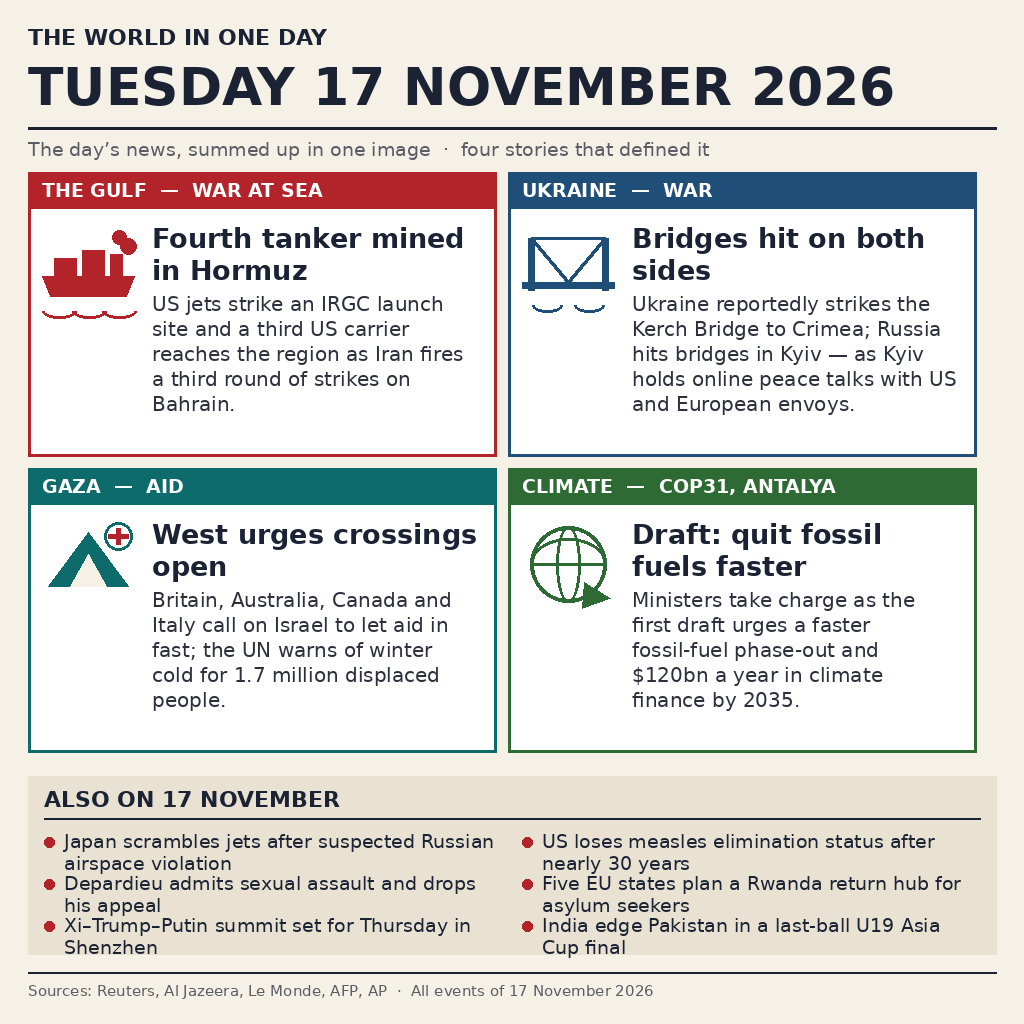 THE WORLD IN ONE DAY
TUESDAY 17 NOVEMBER 2026
The day’s news, summed up in one image · four stories that defined it
THE GULF — WAR AT SEA
Fourth tanker mined
in Hormuz
US jets strike an IRGC launch
site and a third US carrier
reaches the region as Iran fires
a third round of strikes on
Bahrain.
UKRAINE — WAR
Bridges hit on both
sides
Ukraine reportedly strikes the
Kerch Bridge to Crimea; Russia
hits bridges in Kyiv — as Kyiv
holds online peace talks with US
and European envoys.
GAZA — AID
West urges crossings
open
Britain, Australia, Canada and
Italy call on Israel to let aid in
fast; the UN warns of winter
cold for 1.7 million displaced
people.
CLIMATE — COP31, ANTALYA
Draft: quit fossil
fuels faster
Ministers take charge as the
first draft urges a faster
fossil-fuel phase-out and
$120bn a year in climate
finance by 2035.
ALSO ON 17 NOVEMBER
Japan scrambles jets after suspected Russian
airspace violation
Depardieu admits sexual assault and drops
his appeal
Xi–Trump–Putin summit set for Thursday in
Shenzhen
US loses measles elimination status after
nearly 30 years
Five EU states plan a Rwanda return hub for
asylum seekers
India edge Pakistan in a last-ball U19 Asia
Cup final
Sources: Reuters, Al Jazeera, Le Monde, AFP, AP · All events of 17 November 2026